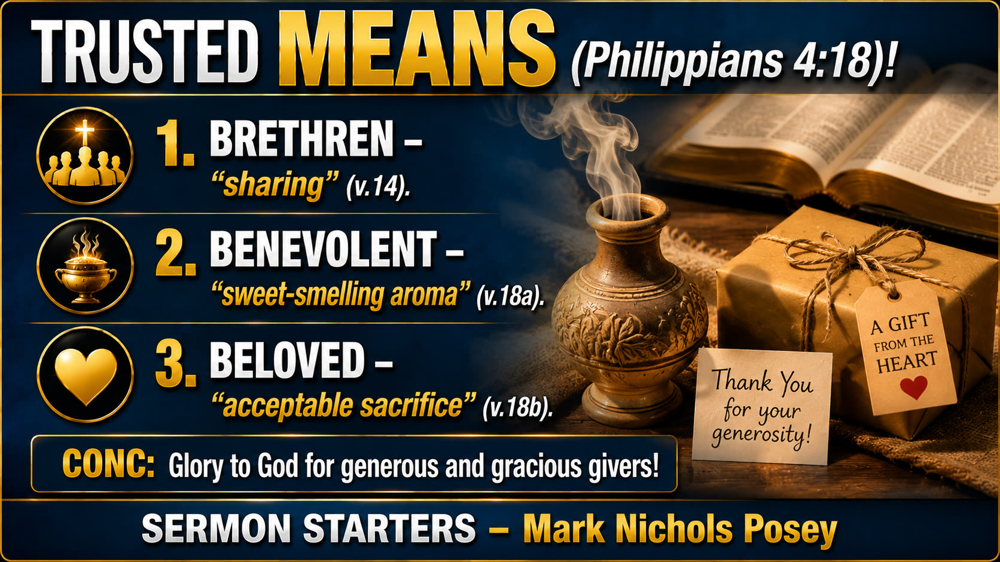 TRUSTED MEANS (Philippians 4:18)!
1. BRETHREN –
“sharing” (v.14).
2. BENEVOLENT –
“sweet-smelling aroma” (v.18a).
3. BELOVED –
“acceptable sacrifice” (v.18b).
A GIFT
FROM THE
HEART
Thank You
for your
generosity!
CONC: Glory to God for generous and gracious givers!
SERMON STARTERS – Mark Nichols Posey